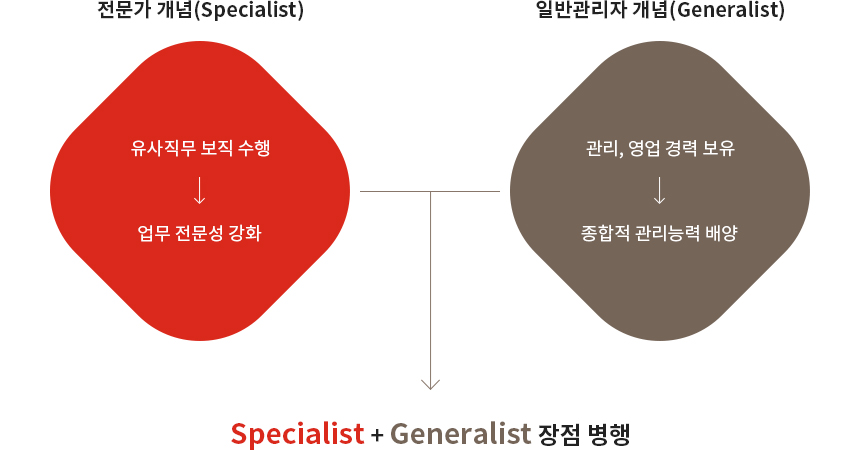 전문가 개념(Specialist)
일반관리자 개념(Generalist)
유사직무 보직 수행
업무 전문성 강화
관리, 영업 경력 보유
종합적 관리능력 배양
Specialist + Generalist 장점 병행